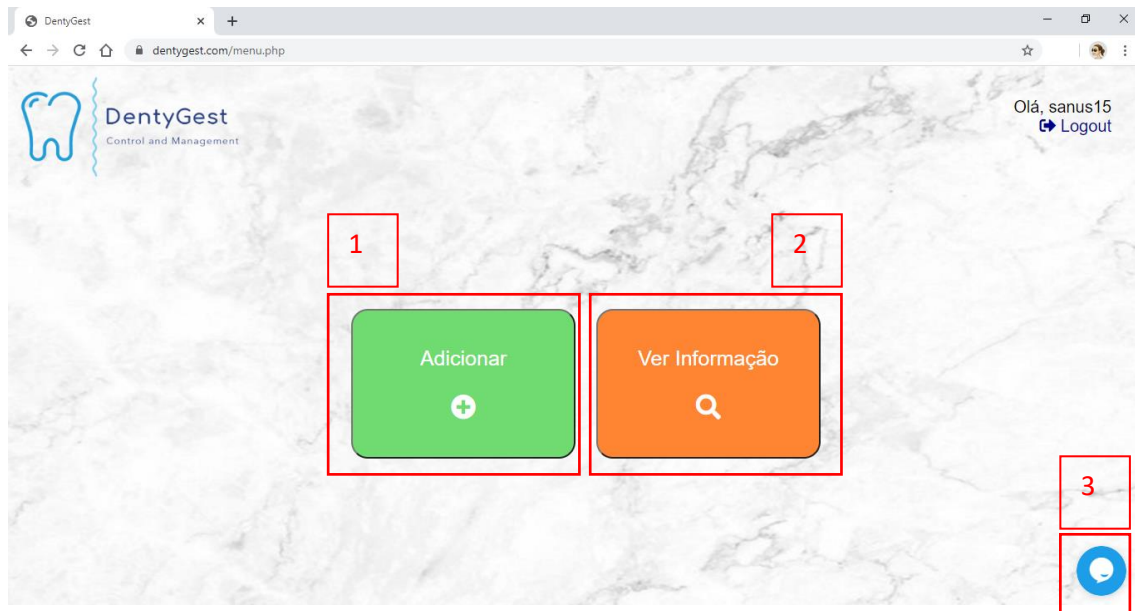 DentyGest
dentygest.com/menu.php
DentyGest
Control and Management
Olá, sanus15
Logout
1
2
Adicionar
Ver Informação
3